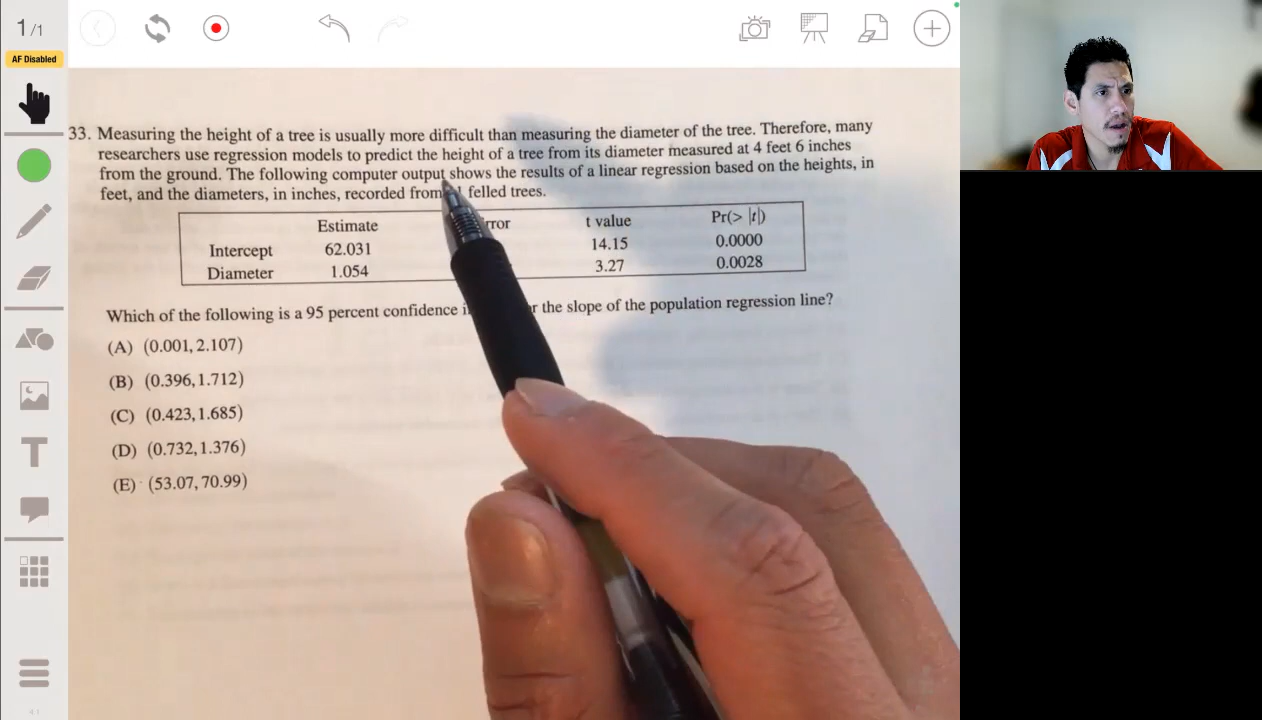 1/1
AF Disabled
33. Measuring the height of a tree is usually more difficult than measuring the diameter of the tree. Therefore, many
researchers use regression models to predict the height of a tree from its diameter measured at 4 feet 6 inches
from the ground. The following computer output shows the results of a linear regression based on the heights, in
feet, and the diameters, in inches, recorded from felled trees.
Estimate t value Pr(> |t|)
Intercept 62.031 14.15 0.0000
Diameter 1.054 3.27 0.0028
Which of the following is a 95 percent confidence the slope of the population regression line?
(A) (0.001, 2.107)
(B) (0.396, 1.712)
(C) (0.423, 1.685)
(D) (0.732, 1.376)
(E) (53.07, 70.99)
T